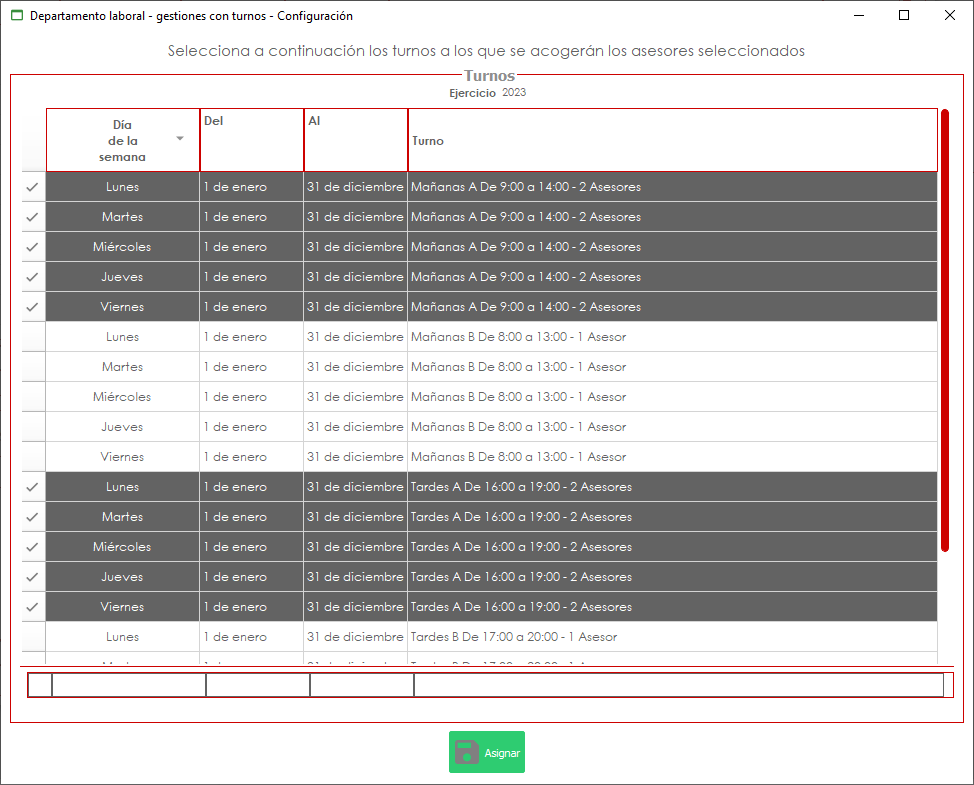 Departamento laboral - gestiones con turnos - Configuración
Selecciona a continuación los turnos a los que se acogerán los asesores seleccionados
Turnos
Ejercicio 2023
Día de la semana Del Al Turno
Lunes 1 de enero 31 de diciembre Mañanas A De 9:00 a 14:00 - 2 Asesores
Martes 1 de enero 31 de diciembre Mañanas A De 9:00 a 14:00 - 2 Asesores
Miércoles 1 de enero 31 de diciembre Mañanas A De 9:00 a 14:00 - 2 Asesores
Jueves 1 de enero 31 de diciembre Mañanas A De 9:00 a 14:00 - 2 Asesores
Viernes 1 de enero 31 de diciembre Mañanas A De 9:00 a 14:00 - 2 Asesores
Lunes 1 de enero 31 de diciembre Mañanas B De 8:00 a 13:00 - 1 Asesor
Martes 1 de enero 31 de diciembre Mañanas B De 8:00 a 13:00 - 1 Asesor
Miércoles 1 de enero 31 de diciembre Mañanas B De 8:00 a 13:00 - 1 Asesor
Jueves 1 de enero 31 de diciembre Mañanas B De 8:00 a 13:00 - 1 Asesor
Viernes 1 de enero 31 de diciembre Mañanas B De 8:00 a 13:00 - 1 Asesor
Lunes 1 de enero 31 de diciembre Tardes A De 16:00 a 19:00 - 2 Asesores
Martes 1 de enero 31 de diciembre Tardes A De 16:00 a 19:00 - 2 Asesores
Miércoles 1 de enero 31 de diciembre Tardes A De 16:00 a 19:00 - 2 Asesores
Jueves 1 de enero 31 de diciembre Tardes A De 16:00 a 19:00 - 2 Asesores
Viernes 1 de enero 31 de diciembre Tardes A De 16:00 a 19:00 - 2 Asesores
Lunes 1 de enero 31 de diciembre Tardes B De 17:00 a 20:00 - 1 Asesor
Asignar